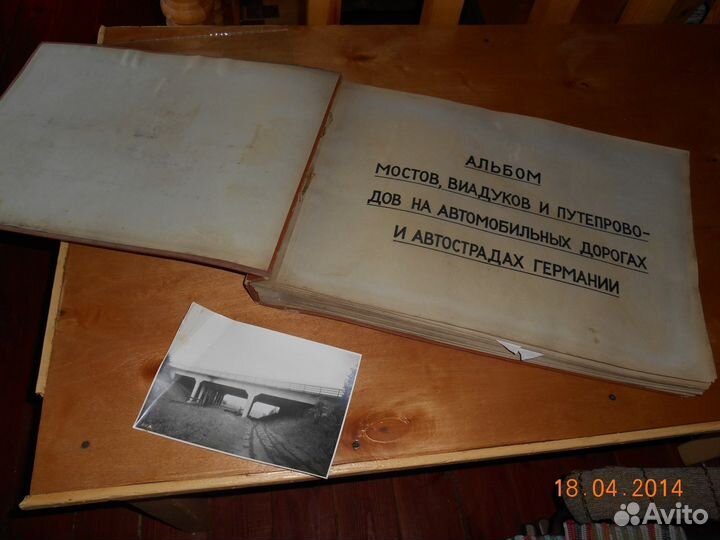 АЛЬБОМ
МОСТОВ, ВИАДУКОВ И ПУТЕПРОВО-
ДОВ НА АВТОМОБИЛЬНЫХ ДОРОГАХ
И АВТОСТРАДАХ ГЕРМАНИИ
18.04.2014
Avito